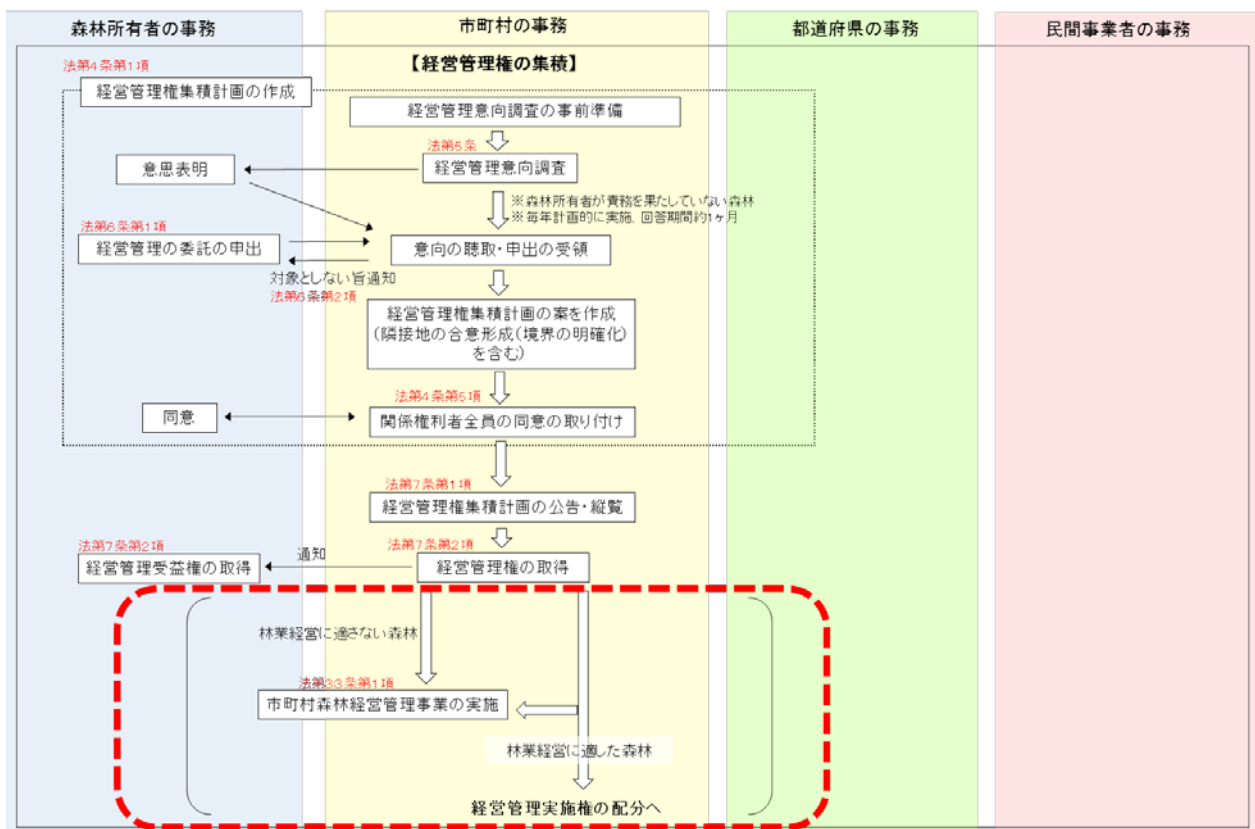 森林所有者の事務
市町村の事務
都道府県の事務
民間事業者の事務
【経営管理権の集積】
法第4条第1項
経営管理権集積計画の作成
経営管理意向調査の事前準備
法第5条
経営管理意向調査
意思表明
※森林所有者が責務を果たしていない森林
※毎年計画的に実施、回答期間約1ヶ月
法第6条第1項
経営管理の委託の申出
意向の聴取・申出の受領
対象としない旨通知
法第6条第2項
経営管理権集積計画の案を作成
(隣接地の合意形成(境界の明確化)
を含む)
法第4条第5項
同意
関係権利者全員の同意の取り付け
法第7条第1項
経営管理権集積計画の公告・縦覧
法第7条第2項
経営管理受益権の取得
通知
法第7条第2項
経営管理権の取得
林業経営に適さない森林
法第33条第1項
市町村森林経営管理事業の実施
林業経営に適した森林
経営管理実施権の配分へ